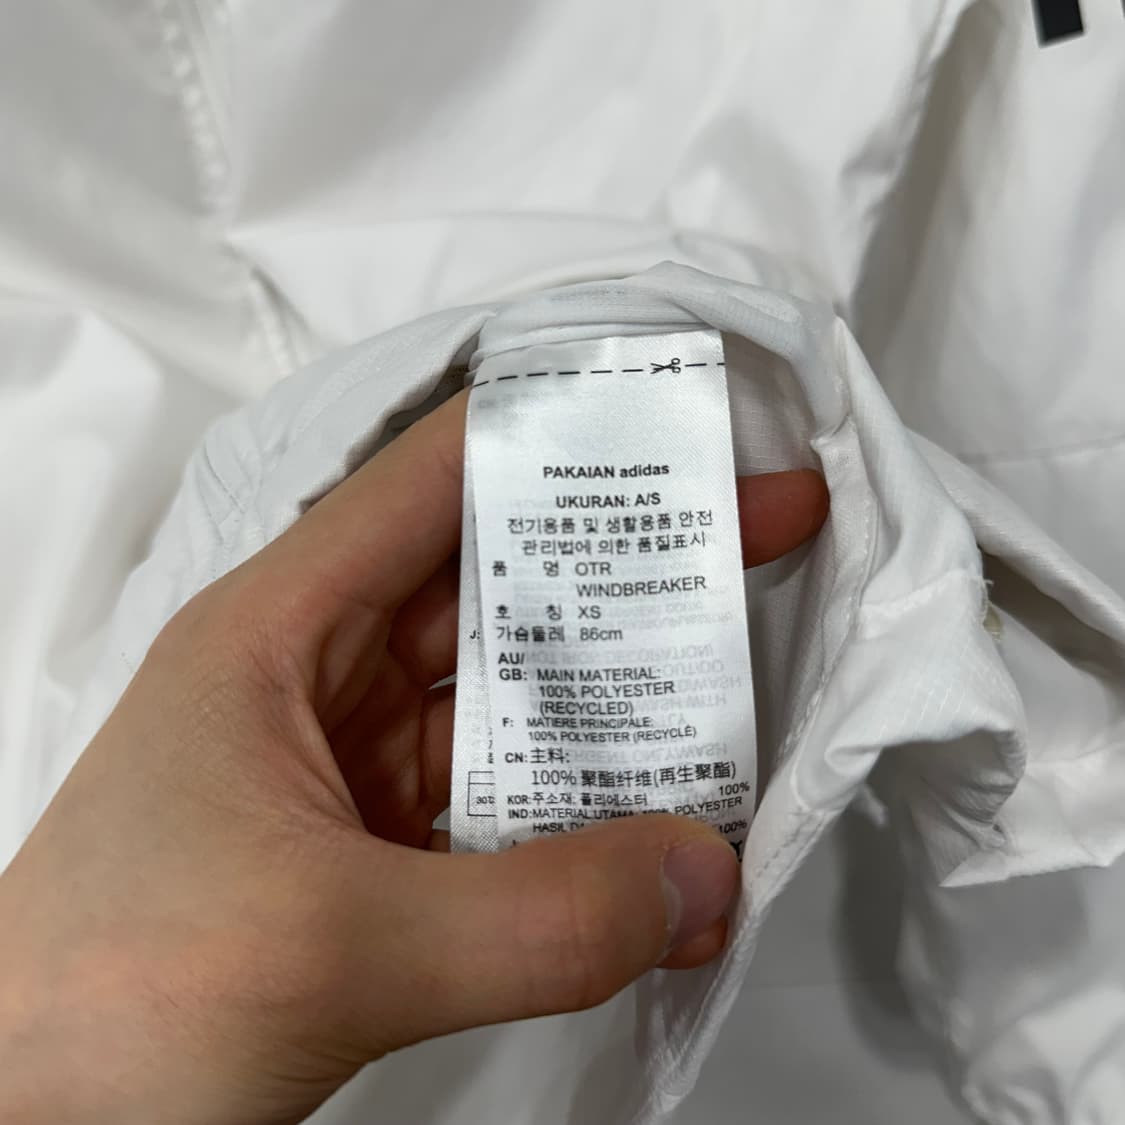 PAKAIAN adidas
UKURAN: A/S
전기용품 및 생활용품 안전
관리법에 의한 품질표시
품 명 OTR
WINDBREAKER
호 칭 XS
J:
가슴둘레 86cm
AU/
GB: MAIN MATERIAL:
100% POLYESTER
(RECYCLED)
F: MATIERE PRINCIPALE:
100% POLYESTER (RECYCLÉ)
CN: 主料:
100% 聚酯纤维(再生聚酯)
100%
KOR: 주소재: 폴리에스터
IND: MATERIAL UTAMA: 100% POLYESTER
HASIL
100%